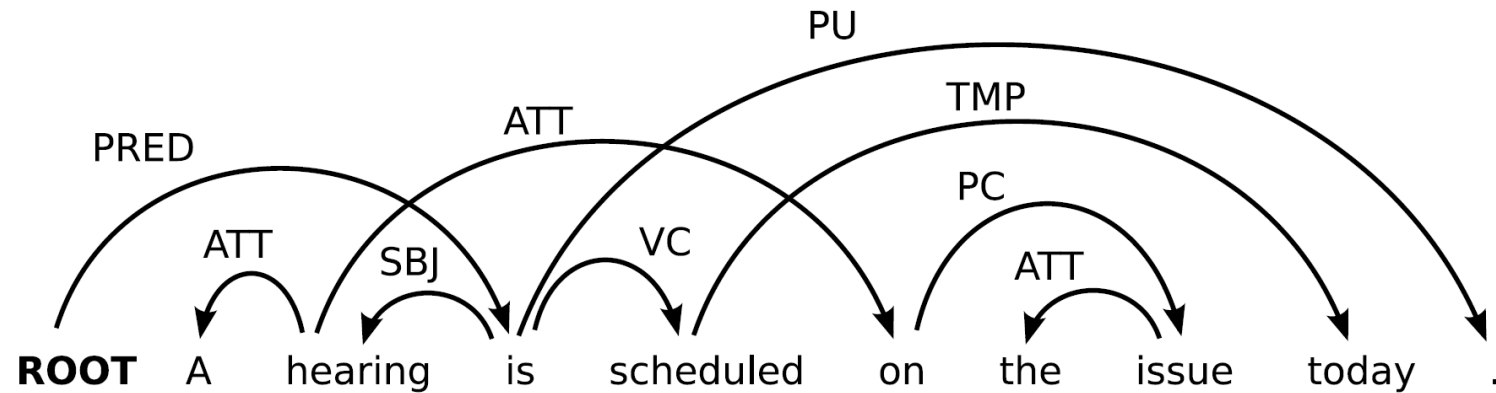 PU
TMP
ATT
PRED
PC
ATT
SBJ
VC
ATT
ROOT A hearing is scheduled on the issue today .